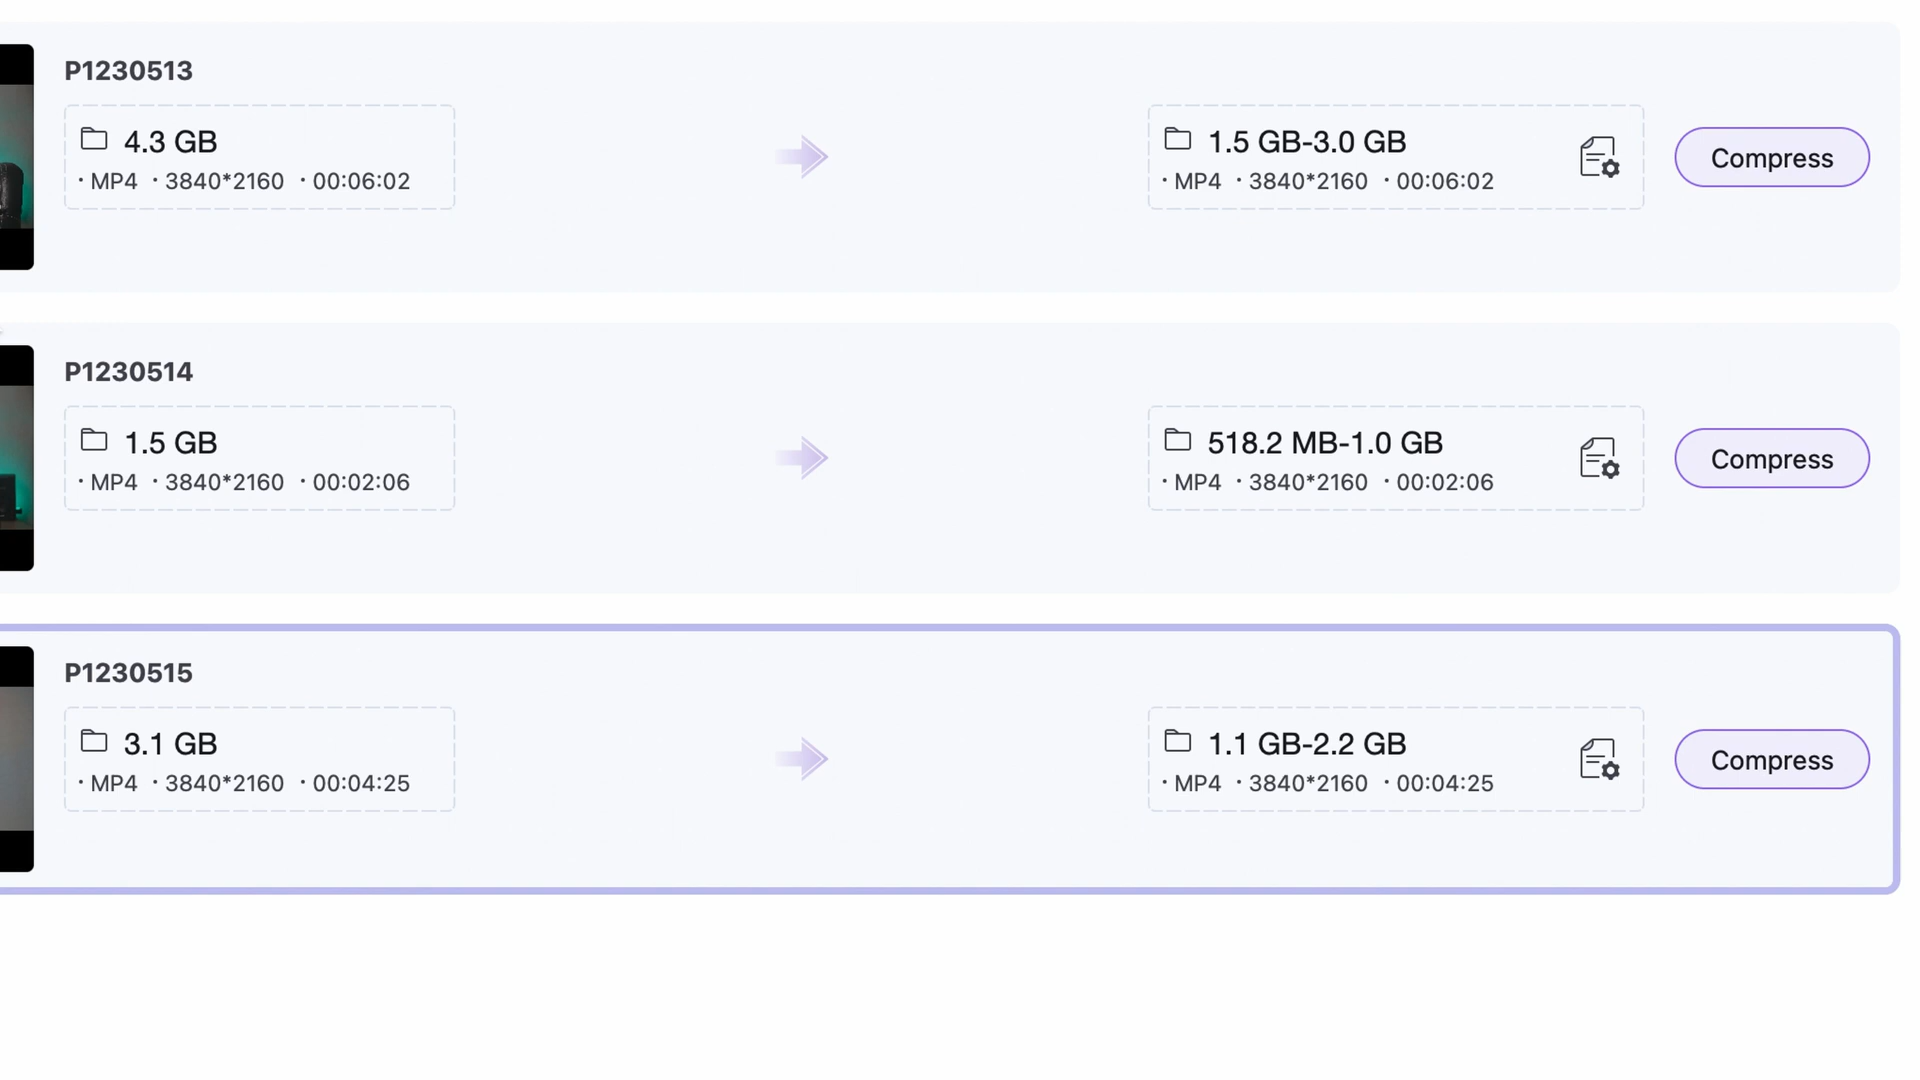 P1230513
4.3 GB
1.5 GB-3.0 GB
· MP4 · 3840*2160 · 00:06:02
· MP4 · 3840*2160 · 00:06:02
Compress
P1230514
1.5 GB
518.2 MB-1.0 GB
· MP4 · 3840*2160 · 00:02:06
· MP4 · 3840*2160 · 00:02:06
Compress
P1230515
3.1 GB
1.1 GB-2.2 GB
· MP4 · 3840*2160 · 00:04:25
· MP4 · 3840*2160 · 00:04:25
Compress